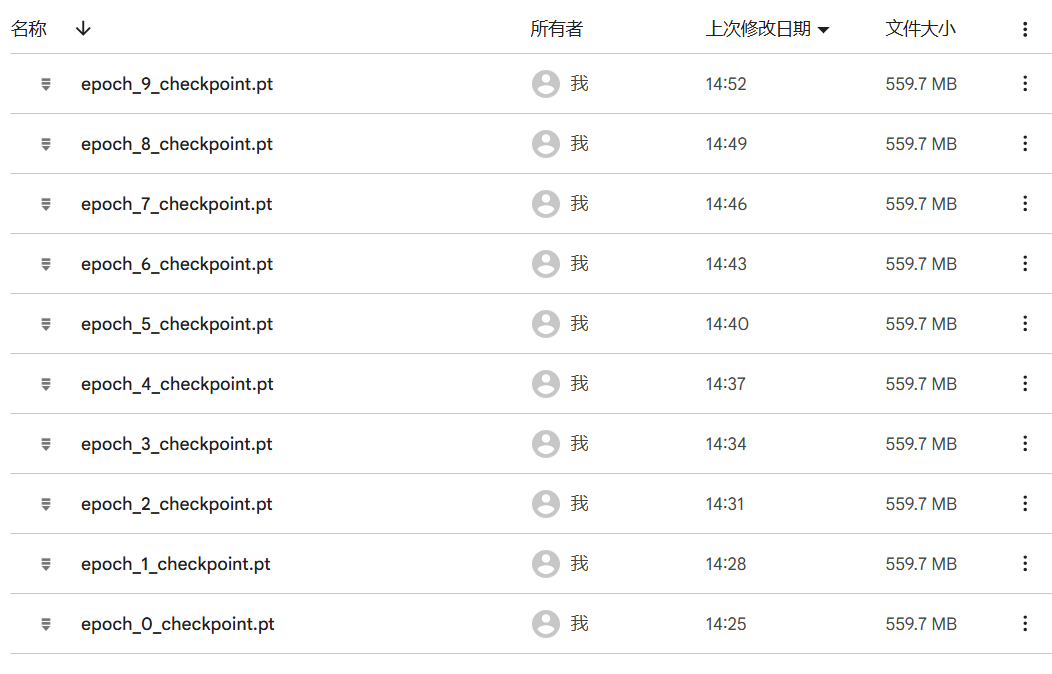 名称 所有者 上次修改日期 文件大小
epoch_9_checkpoint.pt 我 14:52 559.7 MB
epoch_8_checkpoint.pt 我 14:49 559.7 MB
epoch_7_checkpoint.pt 我 14:46 559.7 MB
epoch_6_checkpoint.pt 我 14:43 559.7 MB
epoch_5_checkpoint.pt 我 14:40 559.7 MB
epoch_4_checkpoint.pt 我 14:37 559.7 MB
epoch_3_checkpoint.pt 我 14:34 559.7 MB
epoch_2_checkpoint.pt 我 14:31 559.7 MB
epoch_1_checkpoint.pt 我 14:28 559.7 MB
epoch_0_checkpoint.pt 我 14:25 559.7 MB